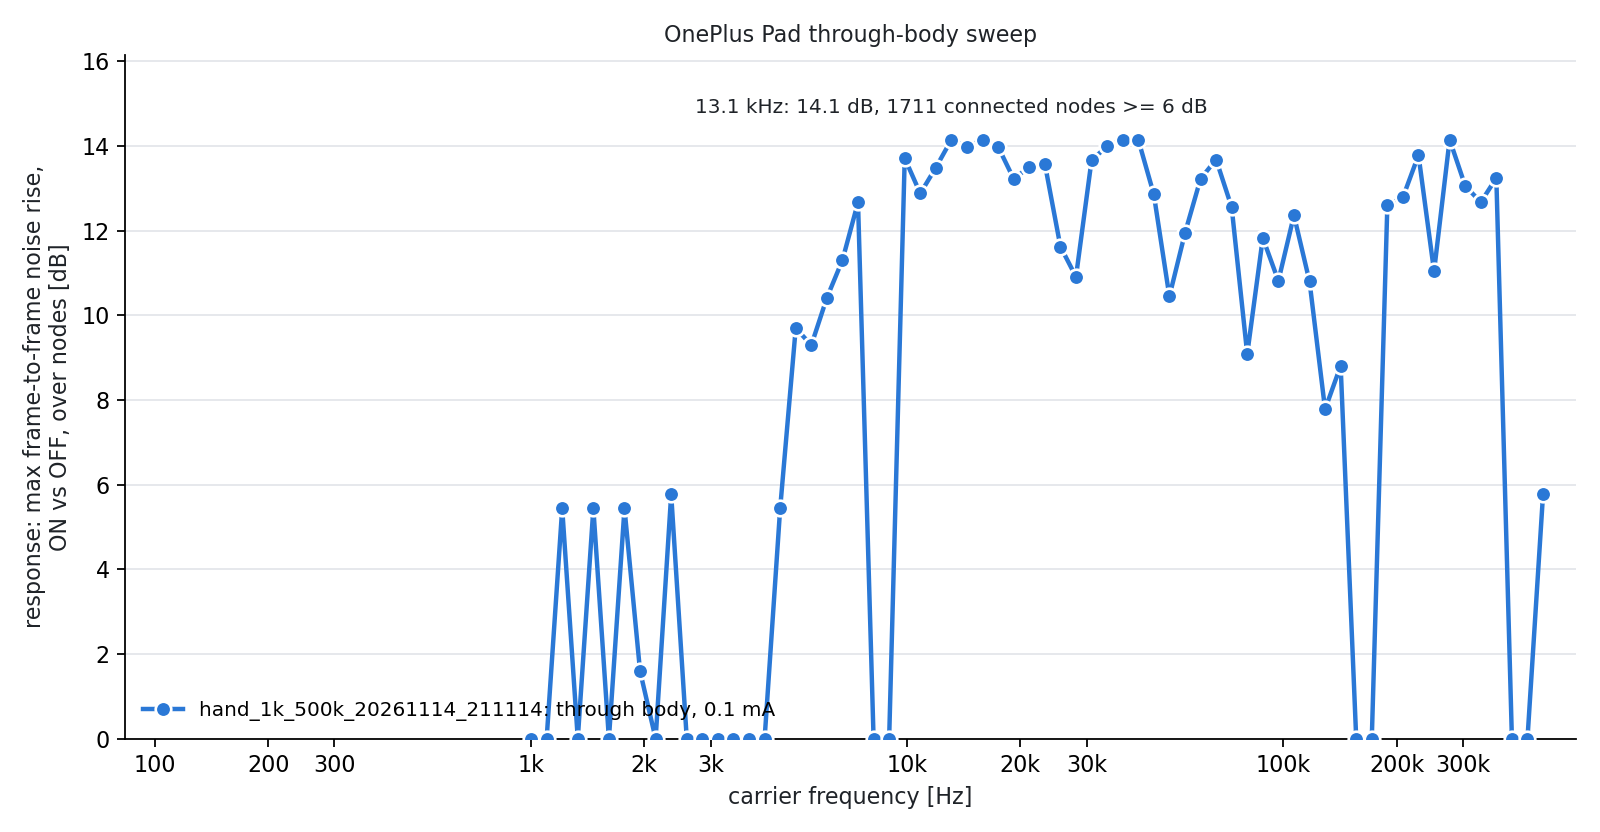 OnePlus Pad through-body sweep
13.1 kHz: 14.1 dB, 1711 connected nodes >= 6 dB
response: max frame-to-frame noise rise,
ON vs OFF, over nodes [dB]
16
14
12
10
8
6
4
2
0
hand_1k_500k_20261114_211114: through body, 0.1 mA
100 200 300 1k 2k 3k 10k 20k 30k 100k 200k 300k
carrier frequency [Hz]